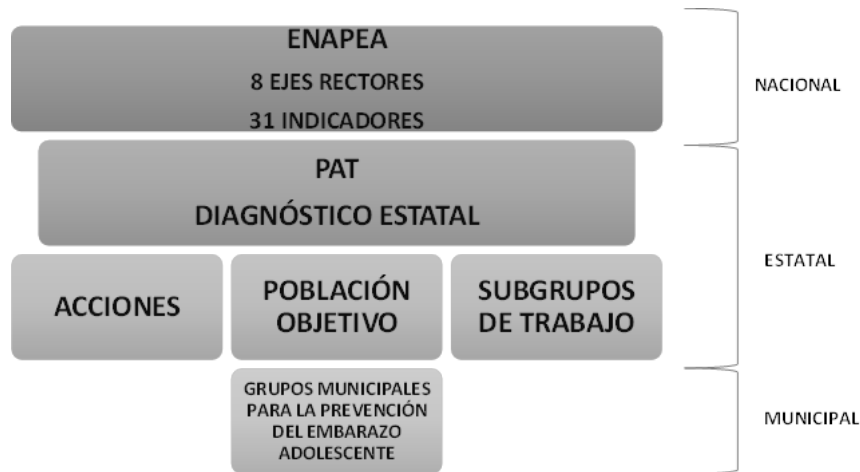 ENAPEA
8 EJES RECTORES
31 INDICADORES
NACIONAL
PAT
DIAGNÓSTICO ESTATAL
ESTATAL
ACCIONES
POBLACIÓN
OBJETIVO
SUBGRUPOS
DE TRABAJO
GRUPOS MUNICIPALES
PARA LA PREVENCIÓN
DEL EMBARAZO
ADOLESCENTE
MUNICIPAL